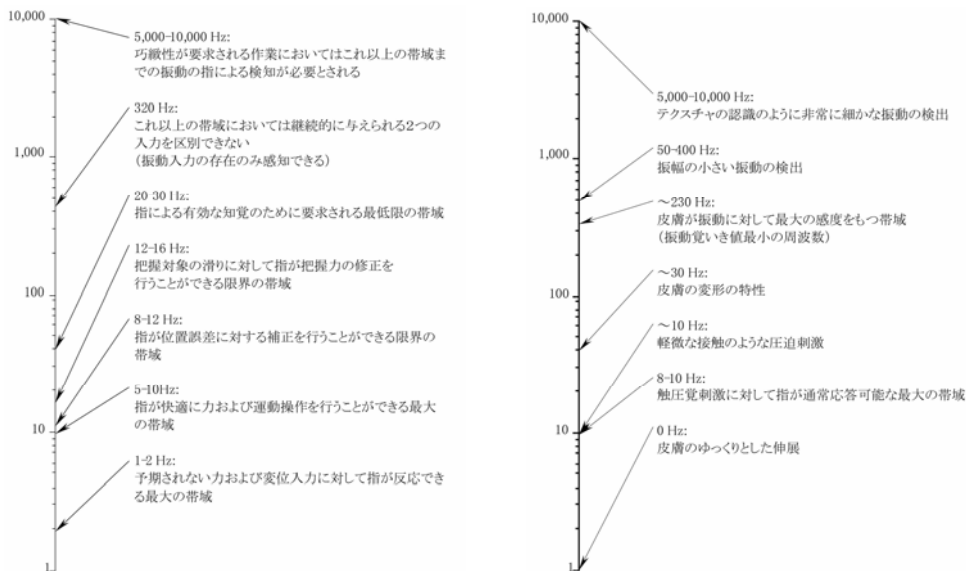 10,000
5,000-10,000 Hz:
巧緻性が要求される作業においてはこれ以上の帯域ま
での振動の指による検知が必要とされる
320 Hz:
これ以上の帯域においては継続的に与えられる2つの
入力を区別できない
（振動入力の存在のみ感知できる）
1,000
20-30 Hz:
指による有効な知覚のために要求される最低限の帯域
12-16 Hz:
把握対象の滑りに対して指が把握力の修正を
行うことができる限界の帯域
100
8-12 Hz:
指が位置誤差に対する補正を行うことができる限界の
帯域
5-10Hz:
指が快適に力および運動操作を行うことができる最大
の帯域
10
1-2 Hz:
予期されない力および変位入力に対して指が反応でき
る最大の帯域
1
10,000
5,000-10,000 Hz:
テクスチャの認識のように非常に細かな振動の検出
1,000
50-400 Hz:
振幅の小さい振動の検出
～230 Hz:
皮膚が振動に対して最大の感度をもつ帯域
（振動覚いき値最小の周波数）
～30 Hz:
皮膚の変形の特性
100
～10 Hz:
軽微な接触のような圧迫刺激
8-10 Hz:
触圧覚刺激に対して指が通常応答可能な最大の帯域
10
0 Hz:
皮膚のゆっくりとした伸展
1